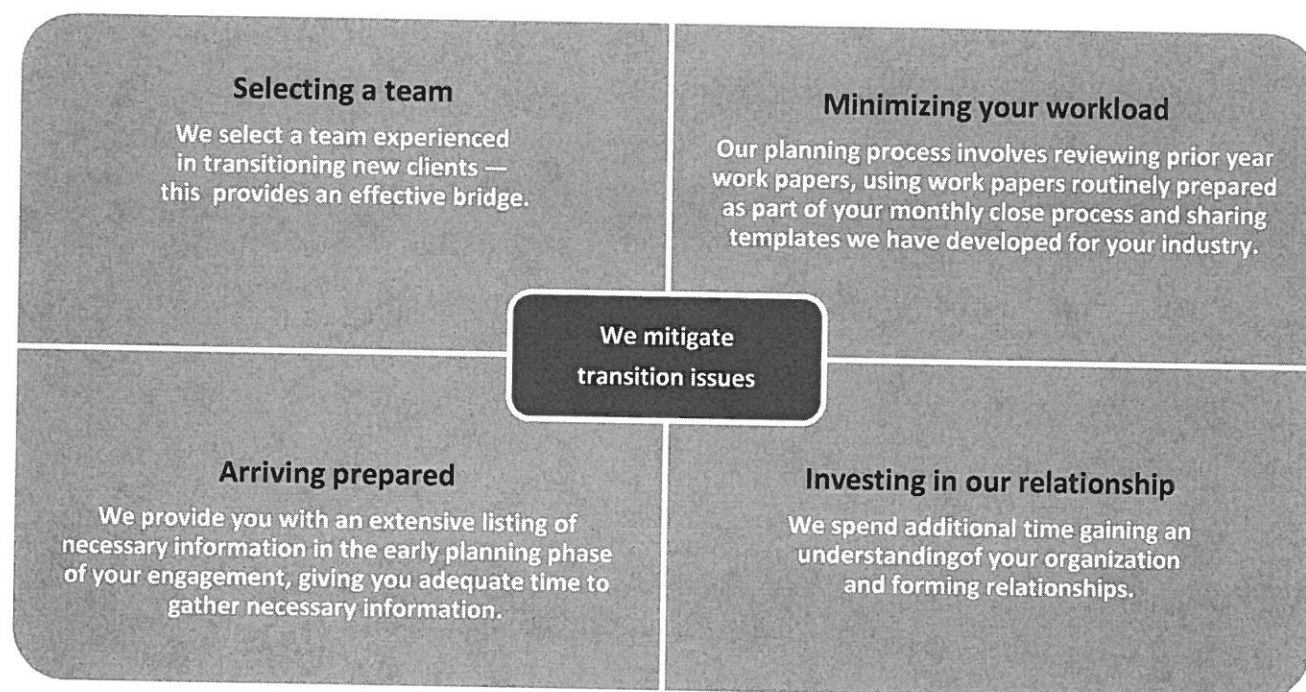 Selecting a team
We select a team experienced
in transitioning new clients —
this provides an effective bridge.
Minimizing your workload
Our planning process involves reviewing prior year
work papers, using work papers routinely prepared
as part of your monthly close process and sharing
templates we have developed for your industry.
We mitigate
transition issues
Arriving prepared
We provide you with an extensive listing of
necessary information in the early planning phase
of your engagement, giving you adequate time to
gather necessary information.
Investing in our relationship
We spend additional time gaining an
understandingof your organization
and forming relationships.